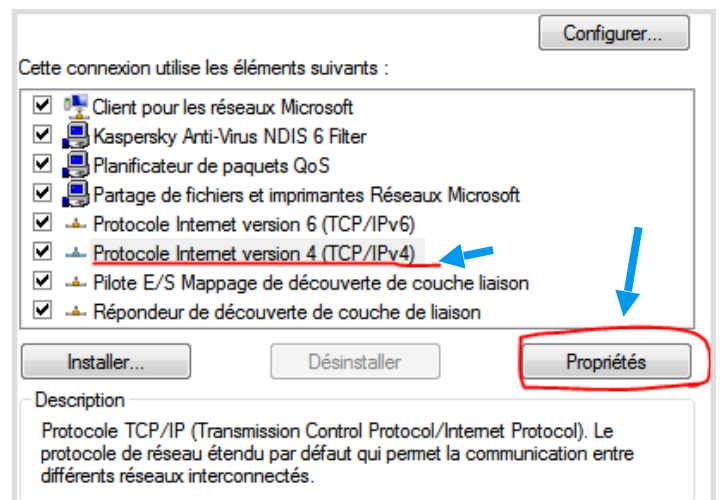 Configurer...
Cette connexion utilise les éléments suivants :
Client pour les réseaux Microsoft
Kaspersky Anti-Virus NDIS 6 Filter
Planificateur de paquets QoS
Partage de fichiers et imprimantes Réseaux Microsoft
Protocole Internet version 6 (TCP/IPv6)
Protocole Internet version 4 (TCP/IPv4)
Pilote E/S Mappage de découverte de couche liaison
Répondeur de découverte de couche de liaison
Installer... Désinstaller Propriétés
Description
Protocole TCP/IP (Transmission Control Protocol/Internet Protocol). Le
protocole de réseau étendu par défaut qui permet la communication entre
différents réseaux interconnectés.